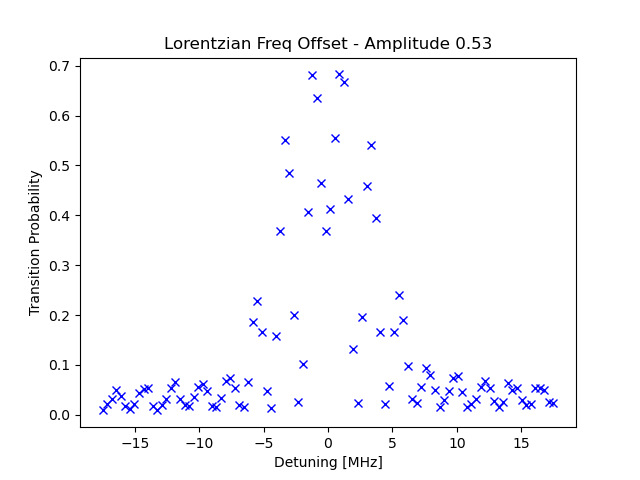 Lorentzian Freq Offset - Amplitude 0.53
0.7
0.6
0.5
0.4
0.3
0.2
0.1
0.0
Transition Probability
−15 −10 −5 0 5 10 15
Detuning [MHz]